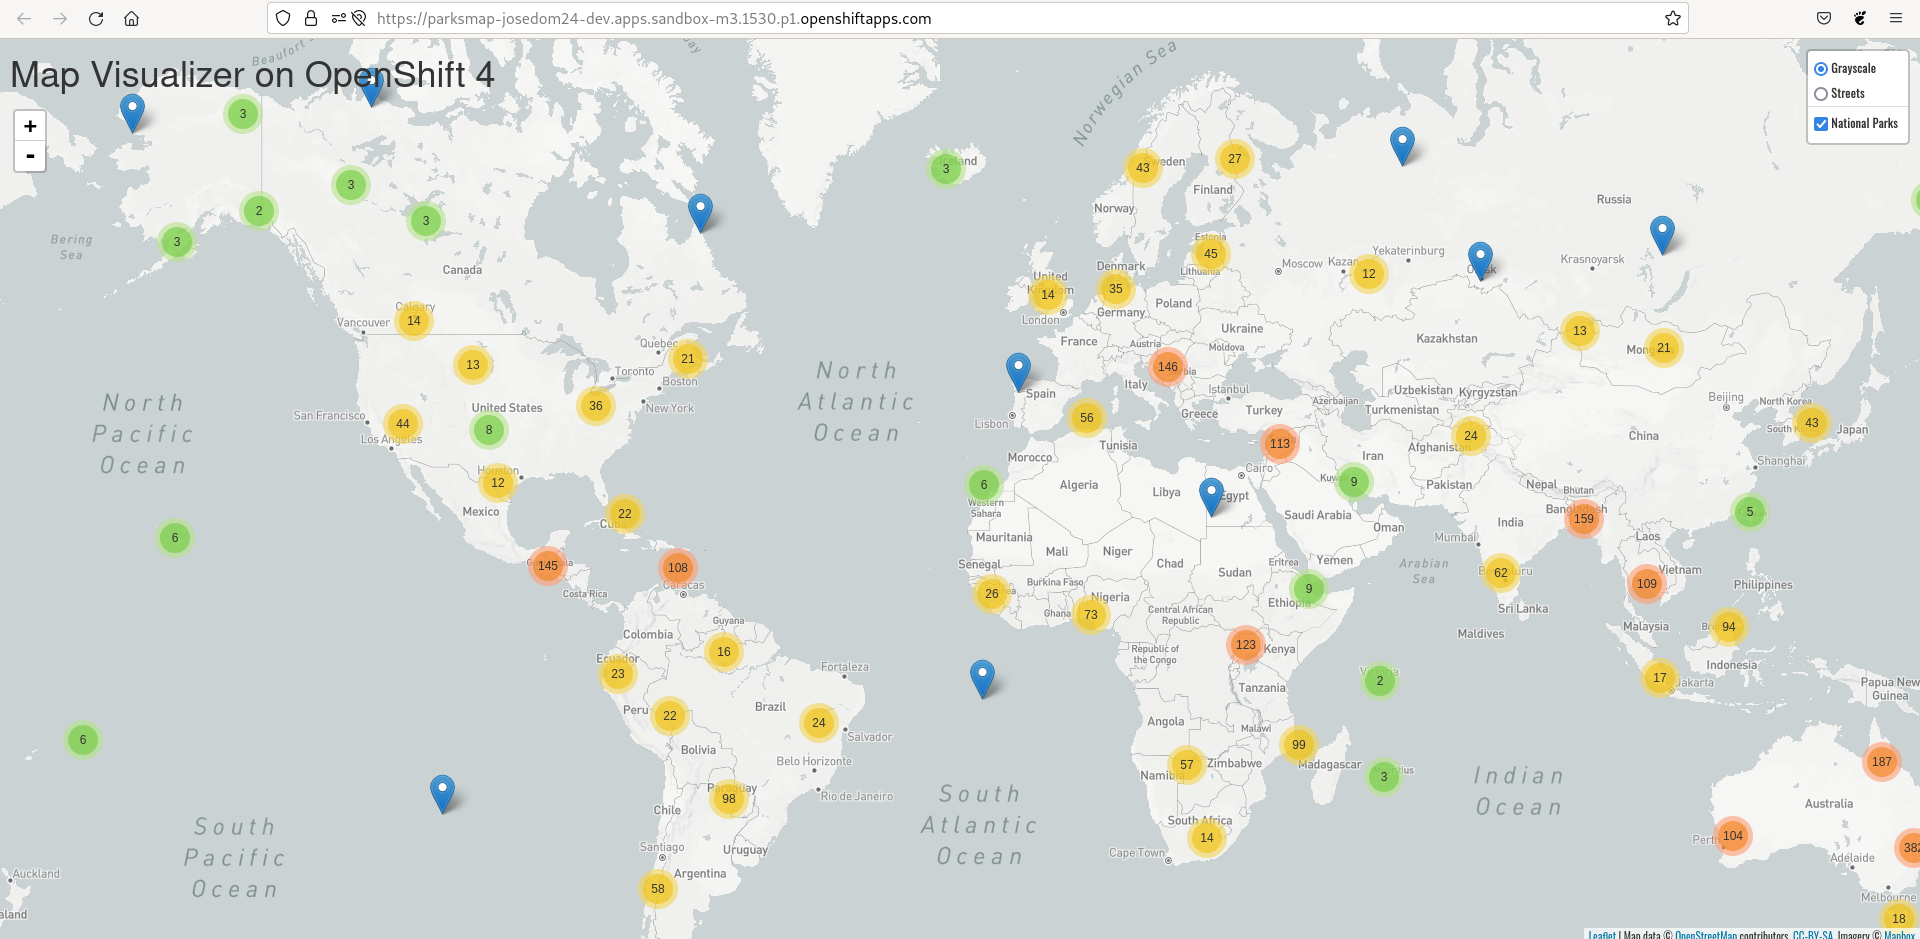 https://parksmap-josedom24-dev.apps.sandbox-m3.1530.p1.openshiftapps.com
Map Visualizer on OpenShift 4
+
-
Grayscale
Streets
National Parks
Beaufort
Norwegian Sea
3
3
2
3
3
Bering
Sea
Canada
Calgary
14
Vancouver
13
Quebec
21
Toronto
Boston
36
New York
United States
San Francisco
44
Los Angeles
8
Houston
12
Mexico
22
Cuba
145
108
Caracas
Costa Rica
North
Pacific
Ocean
6
6
North
Atlantic
Ocean
Guyana
Colombia
16
Ecuador
23
Fortaleza
Peru
22
Brazil
24
Salvador
Bolivia
Belo Horizonte
Paraguay
98
Rio de Janeiro
Chile
Santiago
Uruguay
Argentina
58
South
Pacific
Ocean
Auckland
aland
South
Atlantic
Ocean
3
Iceland
43
weden
27
Finland
Norway
Estonia
45
Lithuania
Denmark
35
Germany
United
14
London
Poland
France
Austria
Ukraine
Moldova
146
Italy
Spain
Lisbon
56
Greece
Istanbul
Turkey
Azerbaijan
Tunisia
Morocco
113
Cairo
6
Western
Sahara
Algeria
Libya
Egypt
Mauritania
Mali
Niger
Chad
Sudan
Eritrea
Yemen
Senegal
26
Burkina Faso
Ghana
Nigeria
73
Central African
Republic
Ethiopia
9
Republic of
the Congo
123
Kenya
Tanzania
Angola
Malawi
99
57
Namibia
Zimbabwe
Madagascar
South Africa
14
Cape Town
2
3
Russia
Moscow
Kazan
Yekaterinburg
12
Krasnoyarsk
Kazakhstan
13
21
Uzbekistan
Kyrgyzstan
Turkmenistan
24
Afghanistan
Iran
9
Saudi Arabia
Oman
Pakistan
Nepal
Bhutan
Bangladesh
159
India
Mumbai
Arabian
Sea
62
Sri Lanka
Maldives
Beijing
North Korea
43
Japan
China
Shanghai
5
Laos
Vietnam
109
Philippines
Malaysia
94
Indonesia
17
Jakarta
Papua New
Guinea
Indian
Ocean
187
Australia
Perth
104
382
Adelaide
Melbourne
18
Leaflet | Map data © OpenStreetMap contributors, CC-BY-SA, Imagery © Mapbox